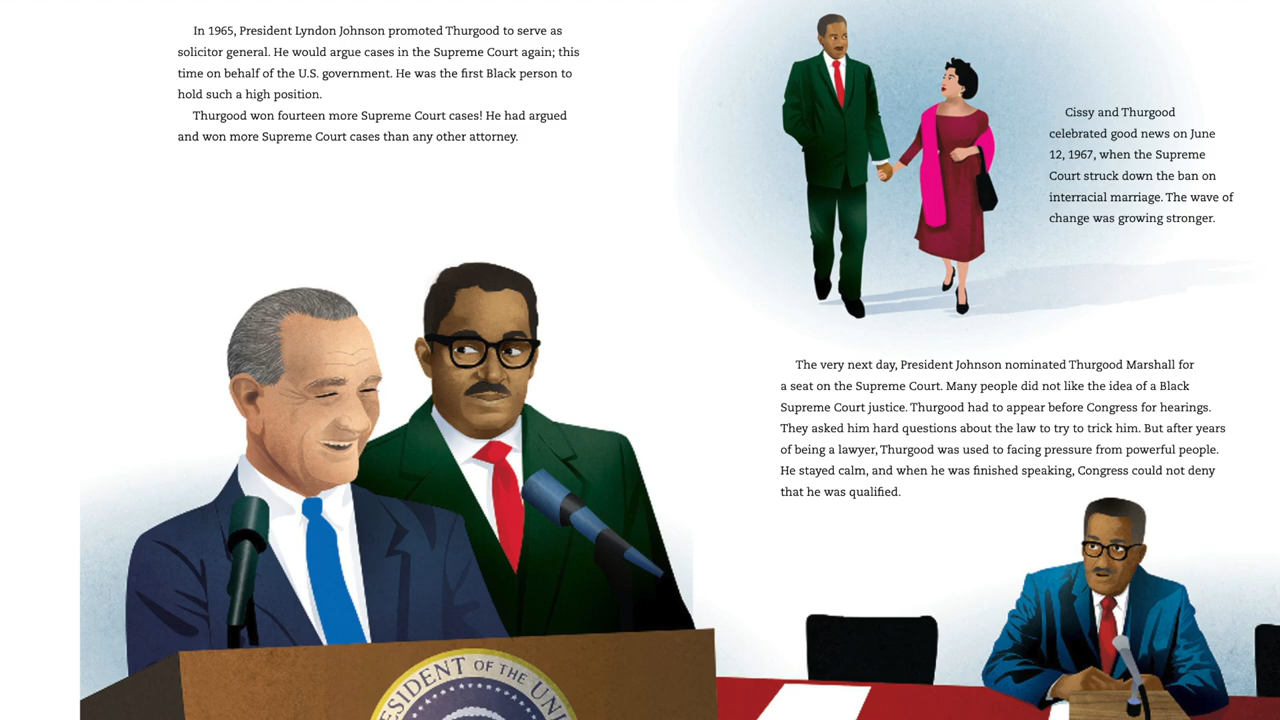 In 1965, President Lyndon Johnson promoted Thurgood to serve as
solicitor general. He would argue cases in the Supreme Court again; this
time on behalf of the U.S. government. He was the first Black person to
hold such a high position.
Thurgood won fourteen more Supreme Court cases! He had argued
and won more Supreme Court cases than any other attorney.
Cissy and Thurgood
celebrated good news on June
12, 1967, when the Supreme
Court struck down the ban on
interracial marriage. The wave of
change was growing stronger.
The very next day, President Johnson nominated Thurgood Marshall for
a seat on the Supreme Court. Many people did not like the idea of a Black
Supreme Court justice. Thurgood had to appear before Congress for hearings.
They asked him hard questions about the law to try to trick him. But after years
of being a lawyer, Thurgood was used to facing pressure from powerful people.
He stayed calm, and when he was finished speaking, Congress could not deny
that he was qualified.
ESIDENT OF THE UNI